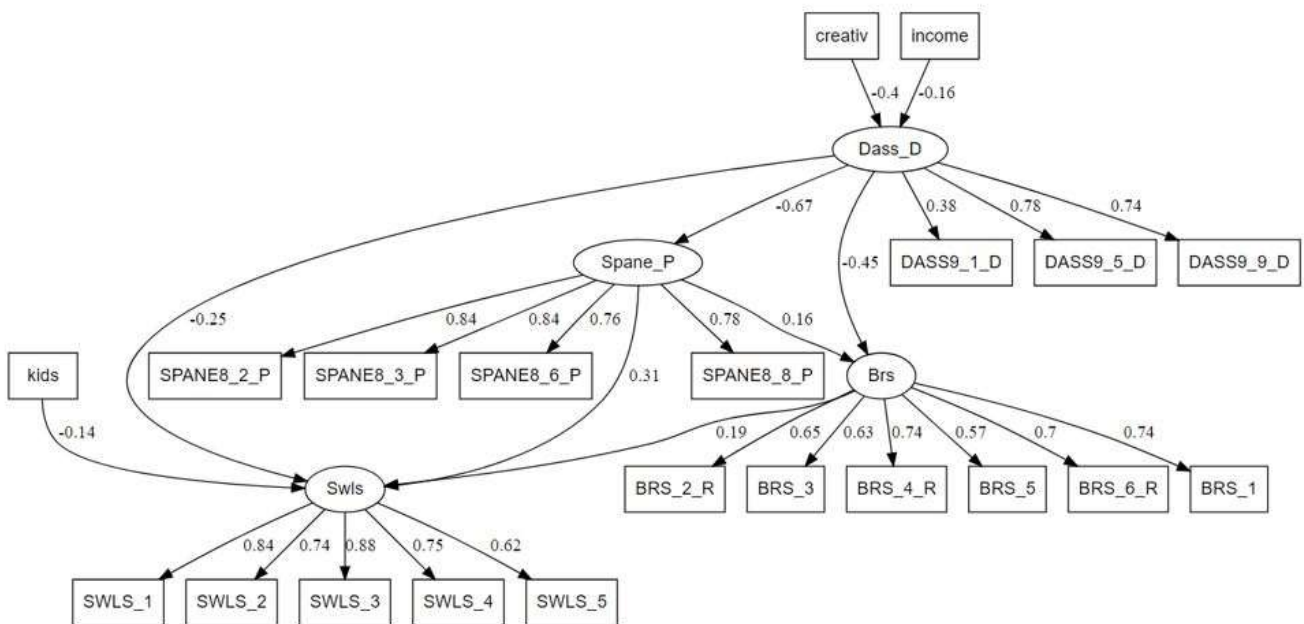 creativ income
-0.4 -0.16
Dass_D
-0.67 0.38 0.78 0.74
Spane_P DASS9_1_D DASS9_5_D DASS9_9_D
-0.45
-0.25 0.84 0.84 0.76 0.78 0.16
kids SPANE8_2_P SPANE8_3_P SPANE8_6_P SPANE8_8_P Brs
0.31
-0.14 0.19 0.65 0.63 0.74 0.57 0.7 0.74
Swls BRS_2_R BRS_3 BRS_4_R BRS_5 BRS_6_R BRS_1
0.84 0.74 0.88 0.75 0.62
SWLS_1 SWLS_2 SWLS_3 SWLS_4 SWLS_5